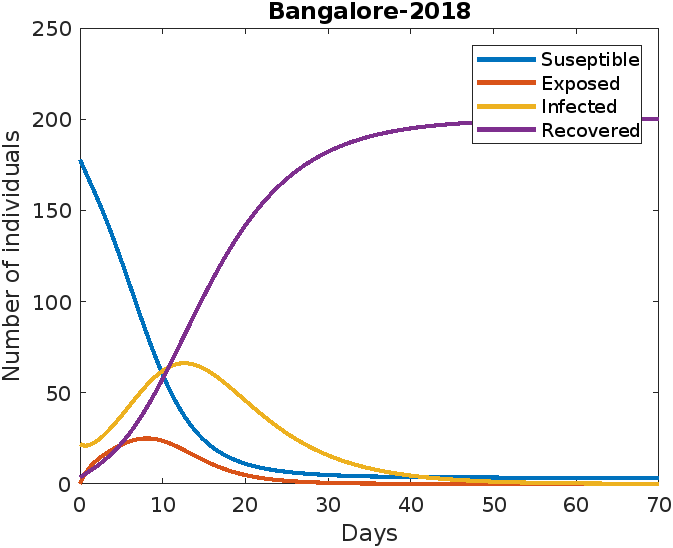 Bangalore-2018
250
200
150
100
50
0
Number of individuals
Suseptible
Exposed
Infected
Recovered
0 10 20 30 40 50 60 70
Days